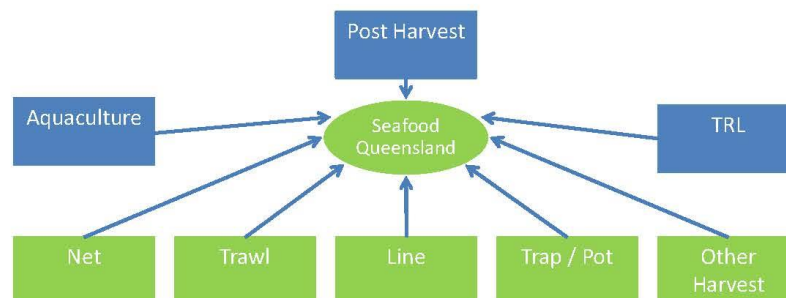 Post Harvest
Aquaculture
Seafood
Queensland
TRL
Net
Trawl
Line
Trap / Pot
Other
Harvest